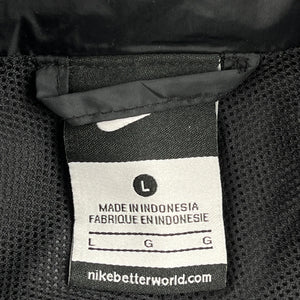 L
MADE IN INDONESIA
FABRIQUE EN INDONESIE
L G G
nikebetterworld.com